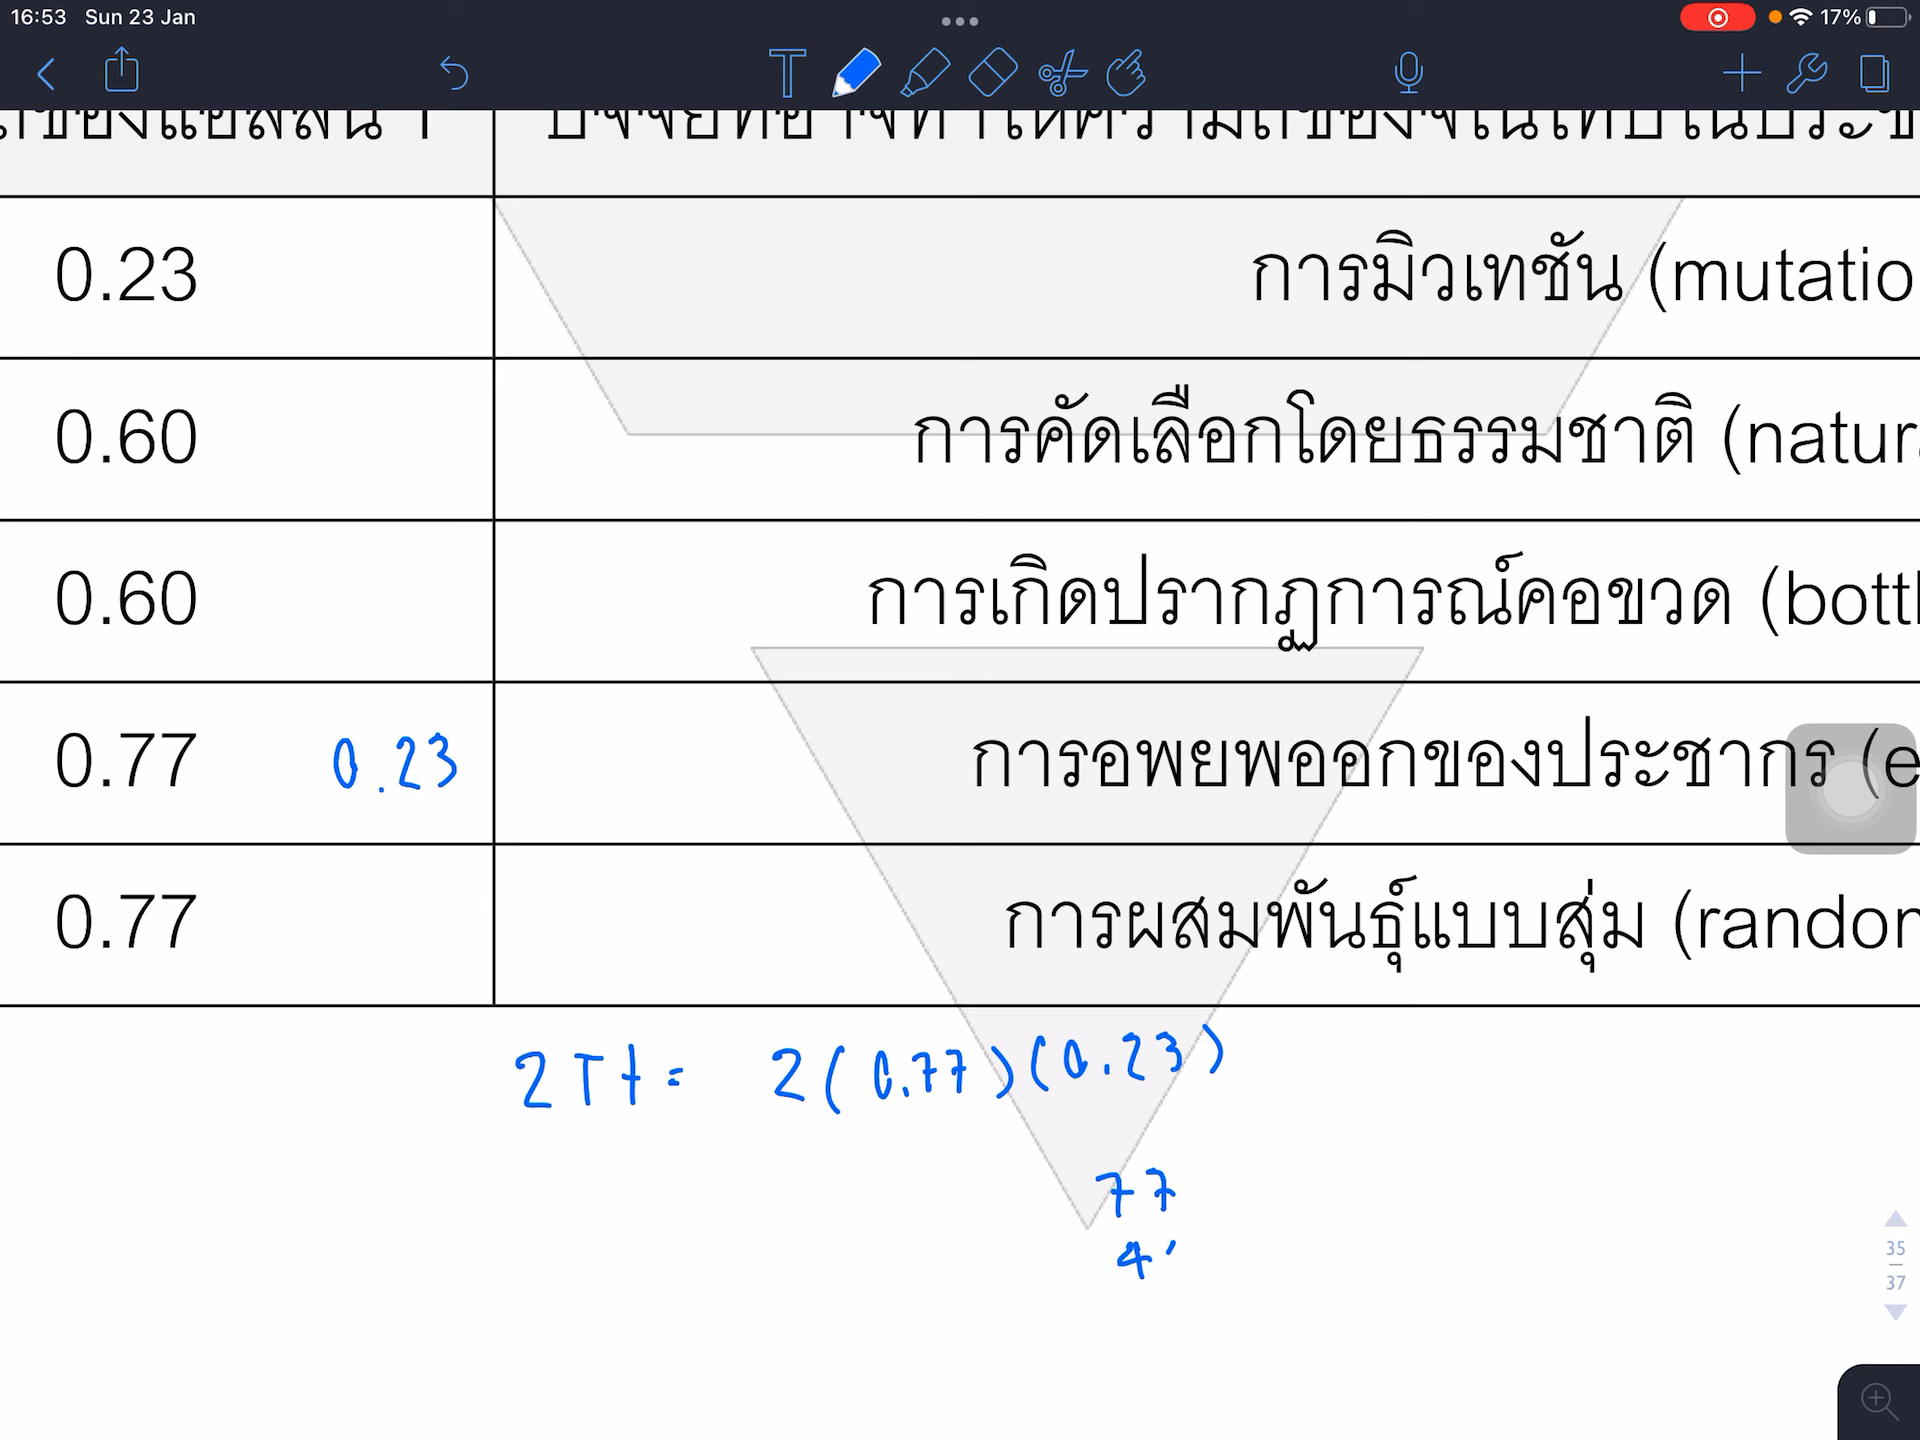 16:53 Sun 23 Jan
17%
T
0.23 การมิวเทชัน (mutatio
0.60 การคัดเลือกโดยธรรมชาติ (natur
0.60 การเกิดปรากฏการณ์คอขวด (bottl
0.77 0.23 การอพยพออกของประชากร (e
0.77 การผสมพันธุ์แบบสุ่ม (randor
2Tt = 2(0.77)(0.23)
77
4
35
37